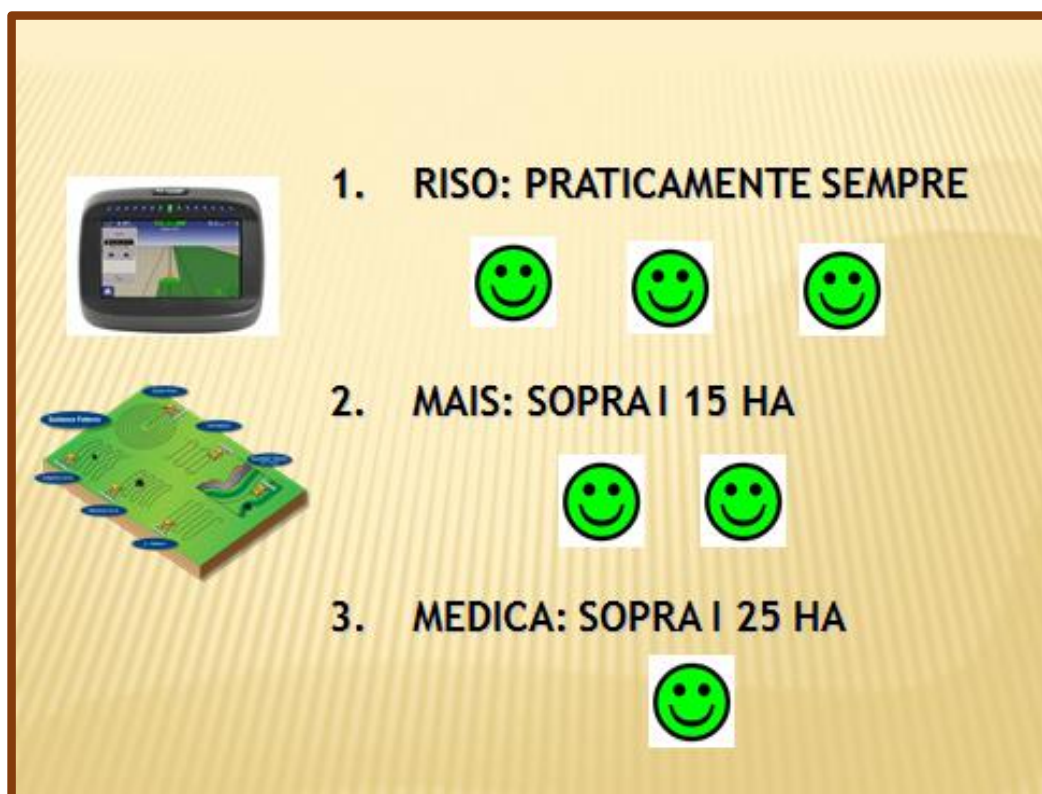 1. RISO: PRATICAMENTE SEMPRE
2. MAIS: SOPRA I 15 HA
3. MEDICA: SOPRA I 25 HA